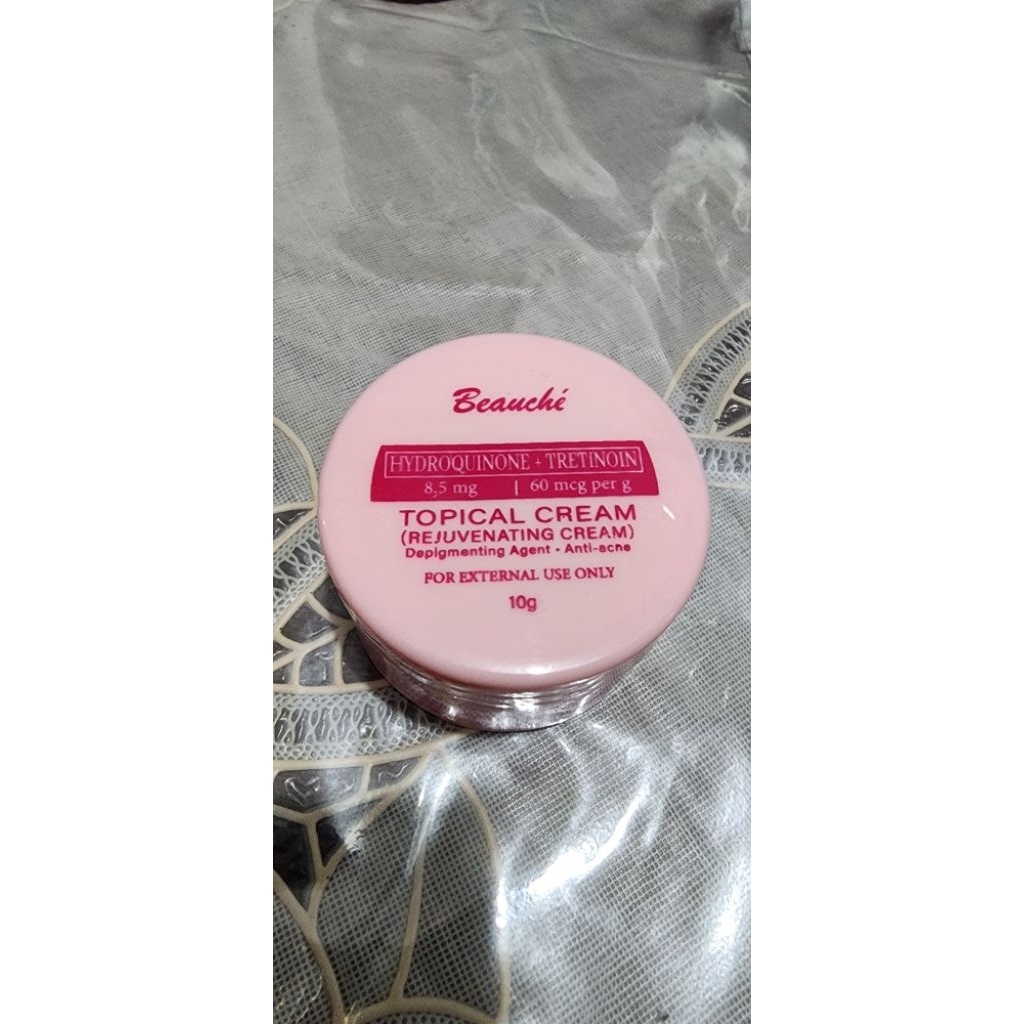 Beauché
HYDROQUINONE + TRETINOIN
8,5 mg | 60 mcg per g
TOPICAL CREAM
(REJUVENATING CREAM)
Depigmenting Agent • Anti-acne
FOR EXTERNAL USE ONLY
10g